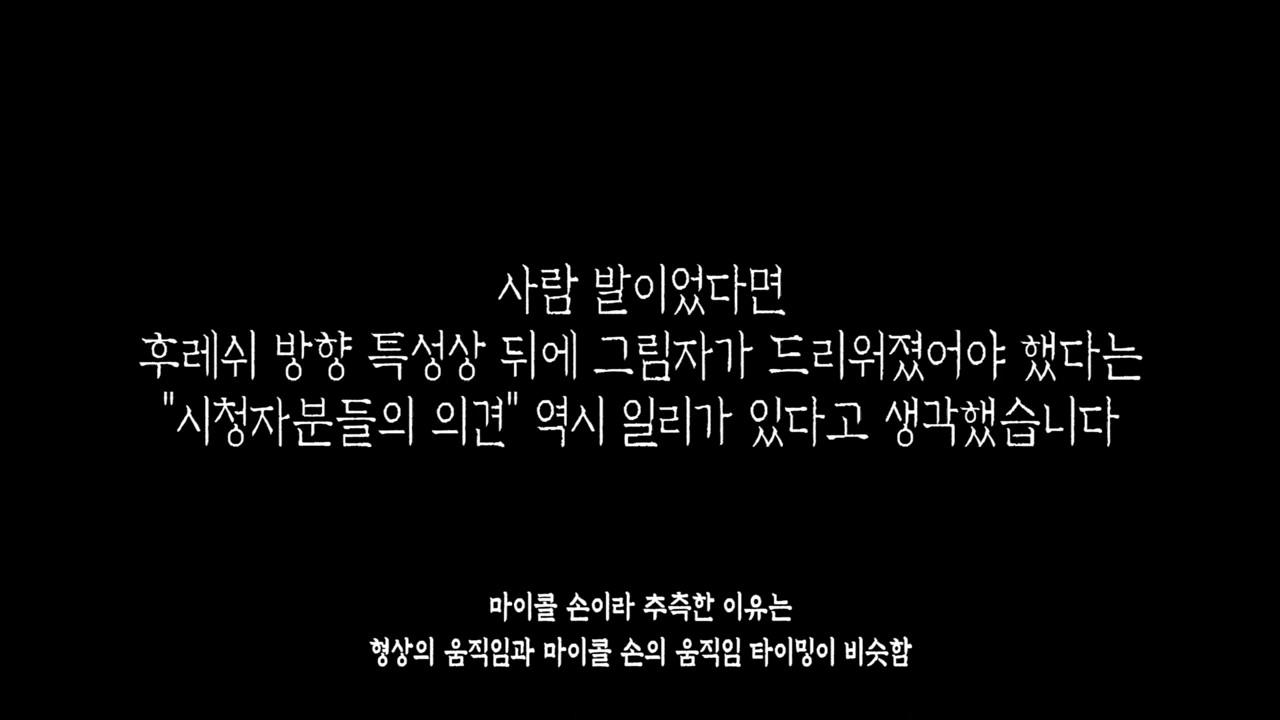 사람 발이었다면
후레쉬 방향 특성상 뒤에 그림자가 드리워졌어야 했다는
"시청자분들의 의견" 역시 일리가 있다고 생각했습니다
마이콜 손이라 추측한 이유는
형상의 움직임과 마이콜 손의 움직임 타이밍이 비슷함